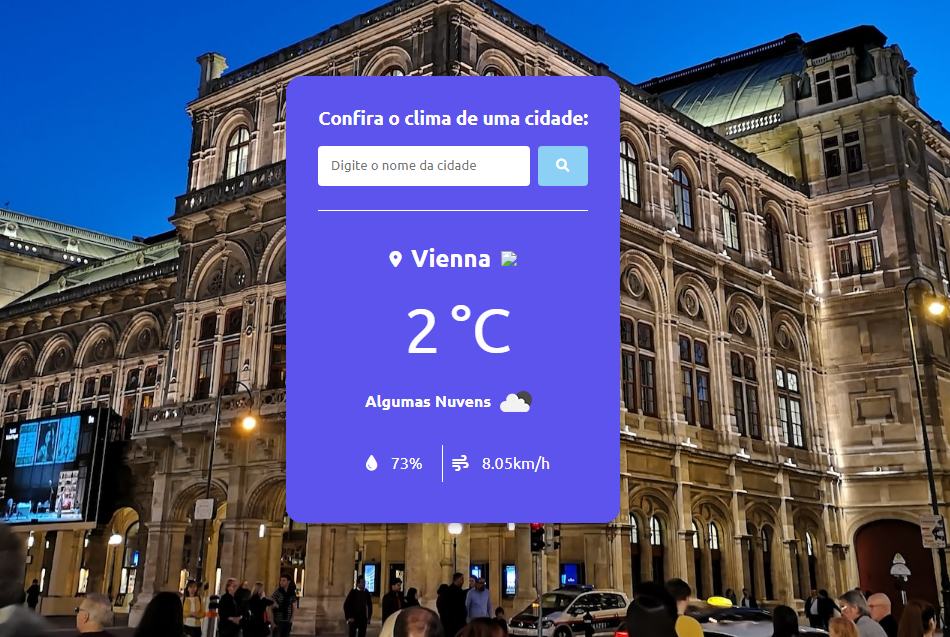 Confira o clima de uma cidade:
Digite o nome da cidade
Vienna
2 °C
Algumas Nuvens
73%
8.05km/h